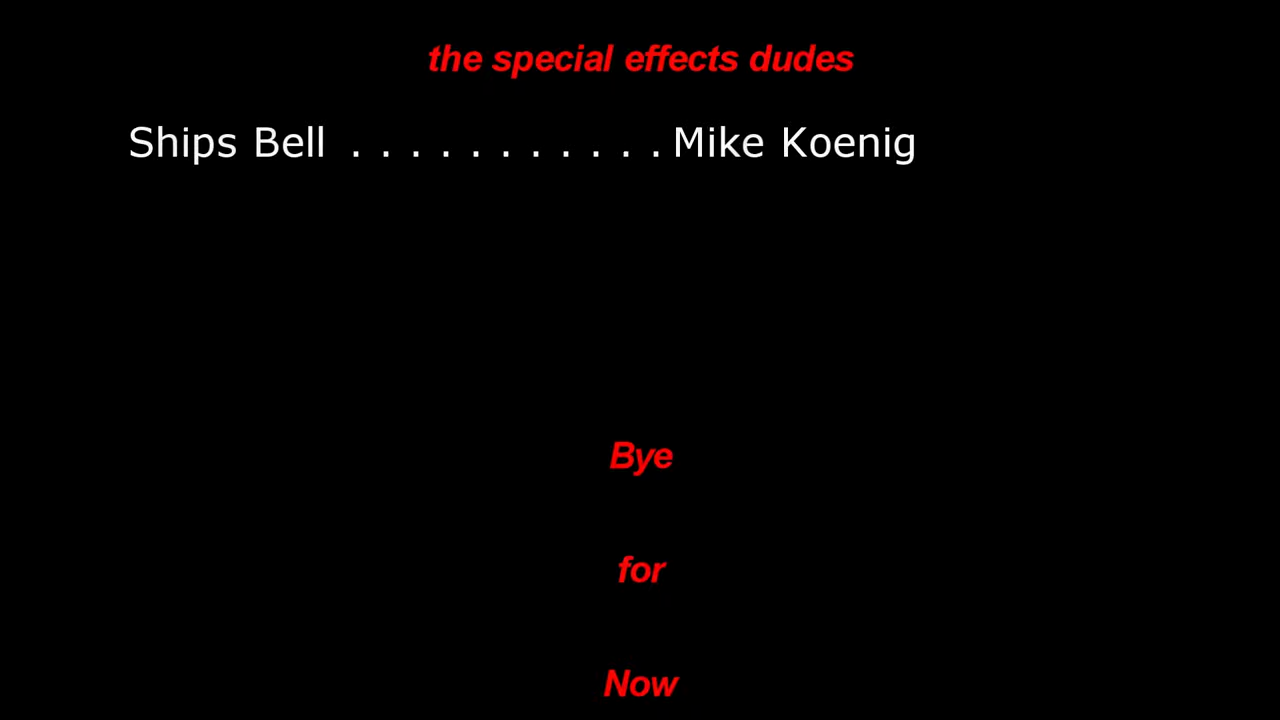 the special effects dudes
Ships Bell . . . . . . . . . . . Mike Koenig
Bye
for
Now